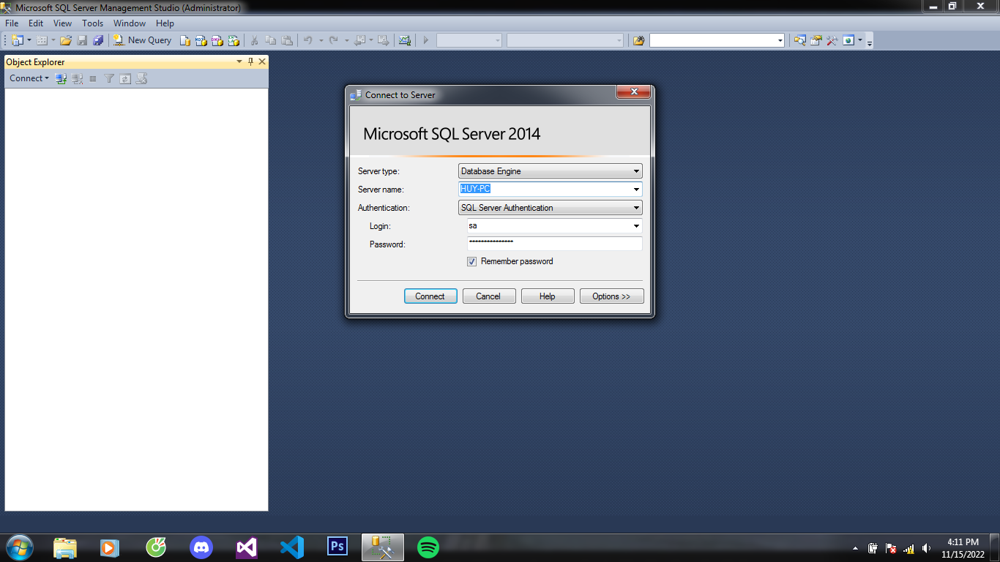 Microsoft SQL Server Management Studio (Administrator)
File Edit View Tools Window Help
New Query
Object Explorer
Connect
Connect to Server
Microsoft SQL Server 2014
Server type: Database Engine
Server name: HUY-PC
Authentication: SQL Server Authentication
Login: sa
Password: ***************
Remember password
Connect Cancel Help Options >>
Ps
4:11 PM
11/15/2022